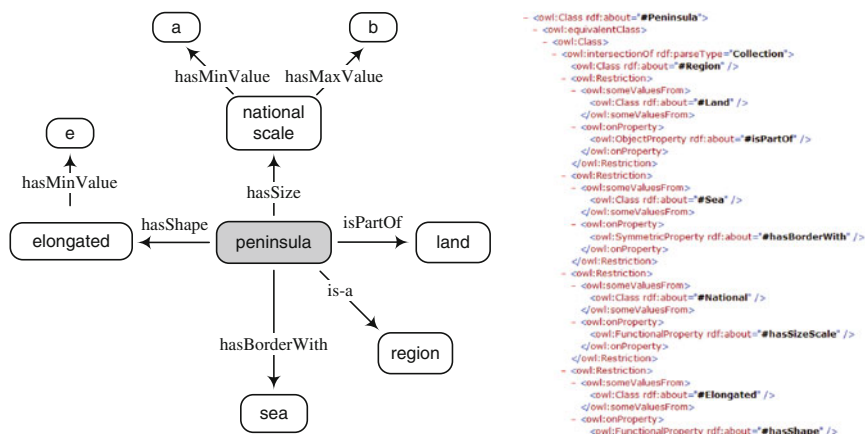 a
b
hasMinValue
hasMaxValue
national
scale
e
hasMinValue
hasSize
hasShape
isPartOf
elongated
peninsula
land
is-a
hasBorderWith
region
sea
- <owl:Class rdf:about="#Peninsula">
- <owl:equivalentClass>
- <owl:Class>
- <owl:intersectionOf rdf:parseType="Collection">
<owl:Class rdf:about="#Region" />
- <owl:Restriction>
- <owl:someValuesFrom>
<owl:Class rdf:about="#Land" />
</owl:someValuesFrom>
- <owl:onProperty>
<owl:ObjectProperty rdf:about="#isPartOf" />
</owl:onProperty>
</owl:Restriction>
- <owl:Restriction>
- <owl:someValuesFrom>
<owl:Class rdf:about="#Sea" />
</owl:someValuesFrom>
- <owl:onProperty>
<owl:SymmetricProperty rdf:about="#hasBorderWith" />
</owl:onProperty>
</owl:Restriction>
- <owl:Restriction>
- <owl:someValuesFrom>
<owl:Class rdf:about="#National" />
</owl:someValuesFrom>
- <owl:onProperty>
<owl:FunctionalProperty rdf:about="#hasSizeScale" />
</owl:onProperty>
</owl:Restriction>
- <owl:Restriction>
- <owl:someValuesFrom>
<owl:Class rdf:about="#Elongated" />
</owl:someValuesFrom>
- <owl:onProperty>
<owl:FunctionalProperty rdf:about="#hasShape" />